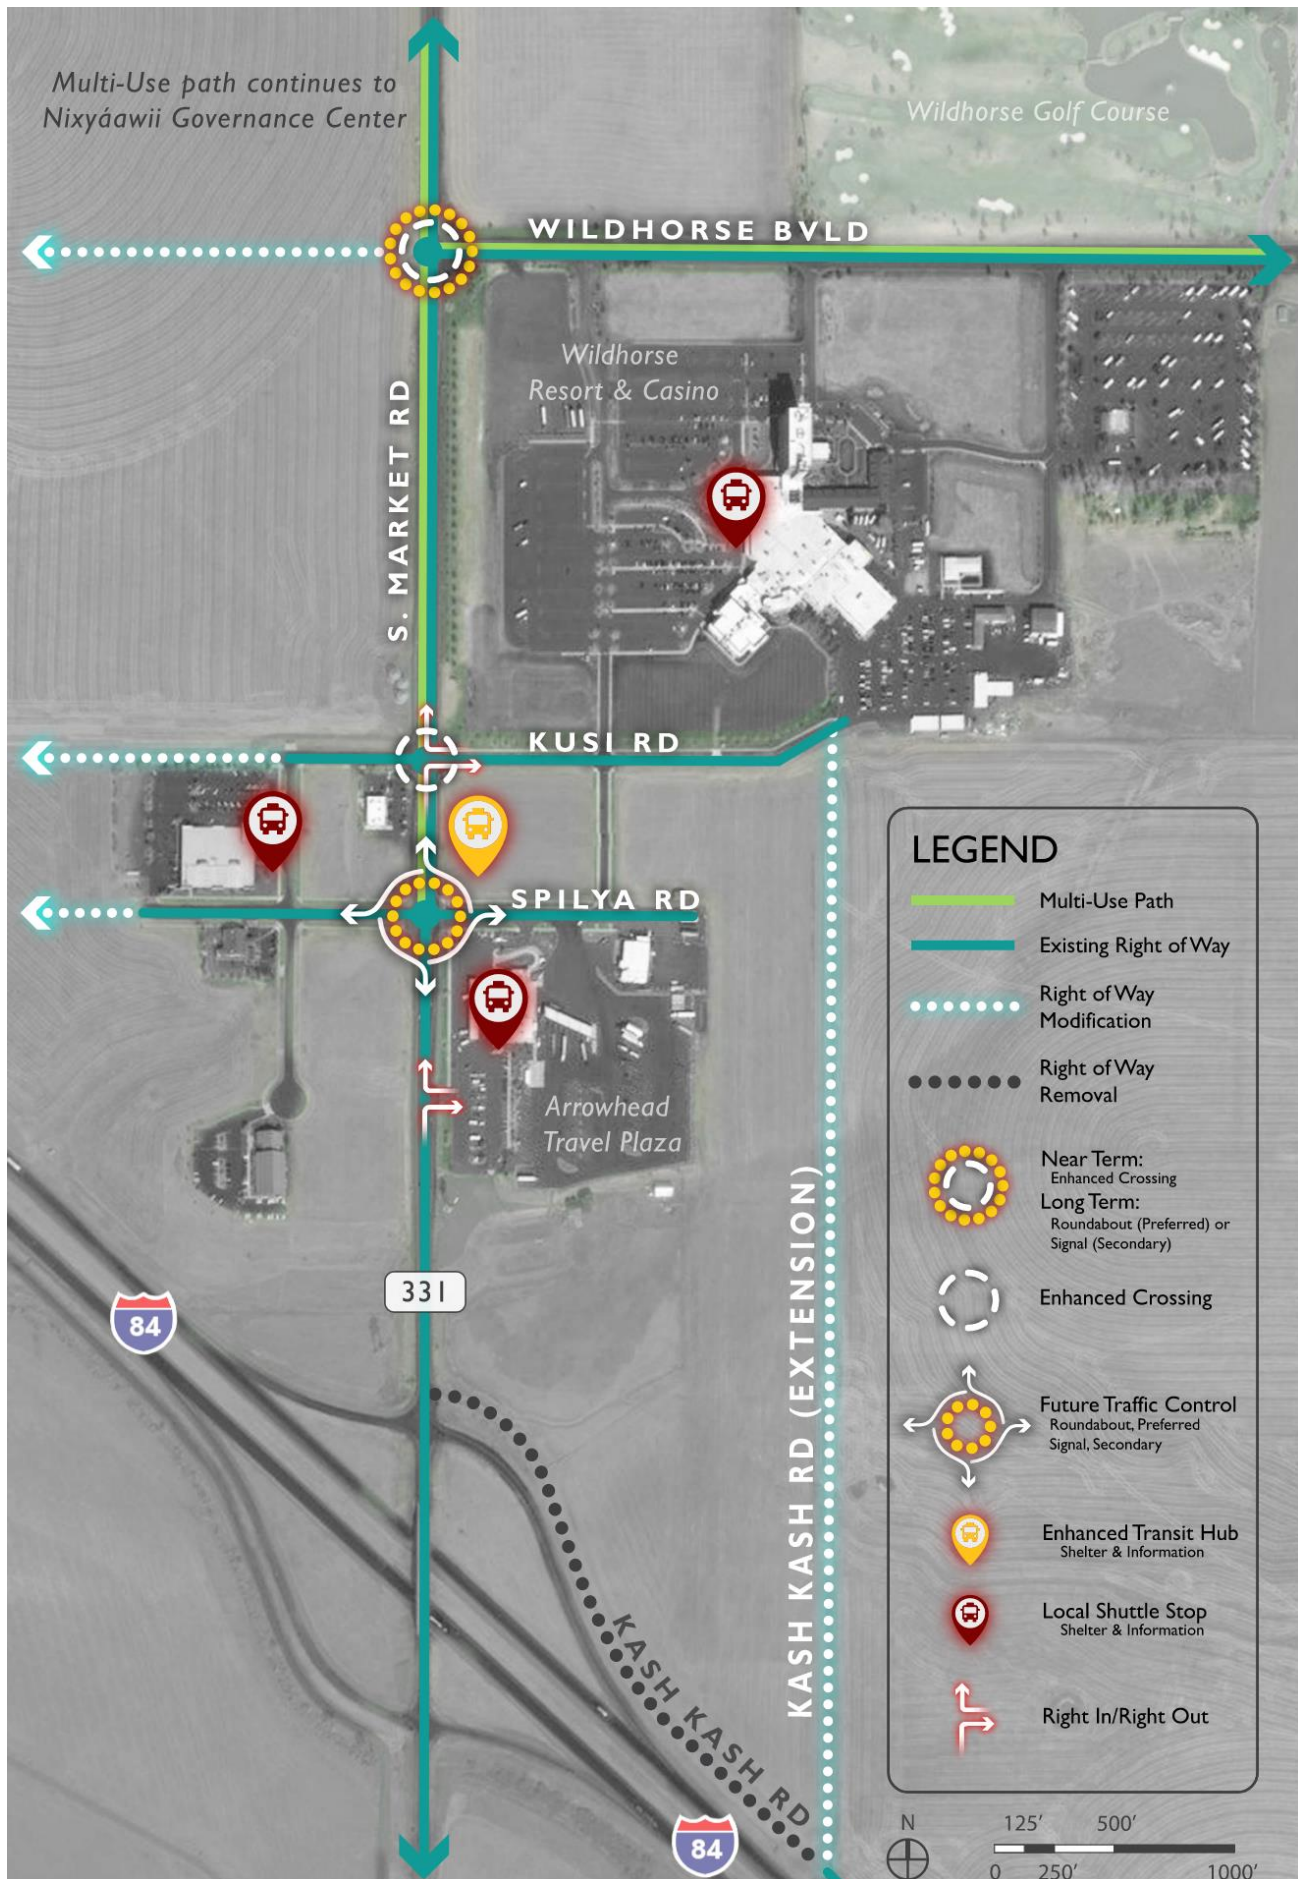 Multi-Use path continues to
Nixyáawii Governance Center
Wildhorse Golf Course
WILDHORSE BVLD
Wildhorse
Resort & Casino
S. MARKET RD
KUSI RD
SPILYA RD
Arrowhead
Travel Plaza
331
84
KASH KASH RD (EXTENSION)
KASH KASH RD
84
LEGEND
Multi-Use Path
Existing Right of Way
Right of Way
Modification
Right of Way
Removal
Near Term:
Enhanced Crossing
Long Term:
Roundabout (Preferred) or
Signal (Secondary)
Enhanced Crossing
Future Traffic Control
Roundabout, Preferred
Signal, Secondary
Enhanced Transit Hub
Shelter & Information
Local Shuttle Stop
Shelter & Information
Right In/Right Out
N
125' 500'
0 250' 1000'